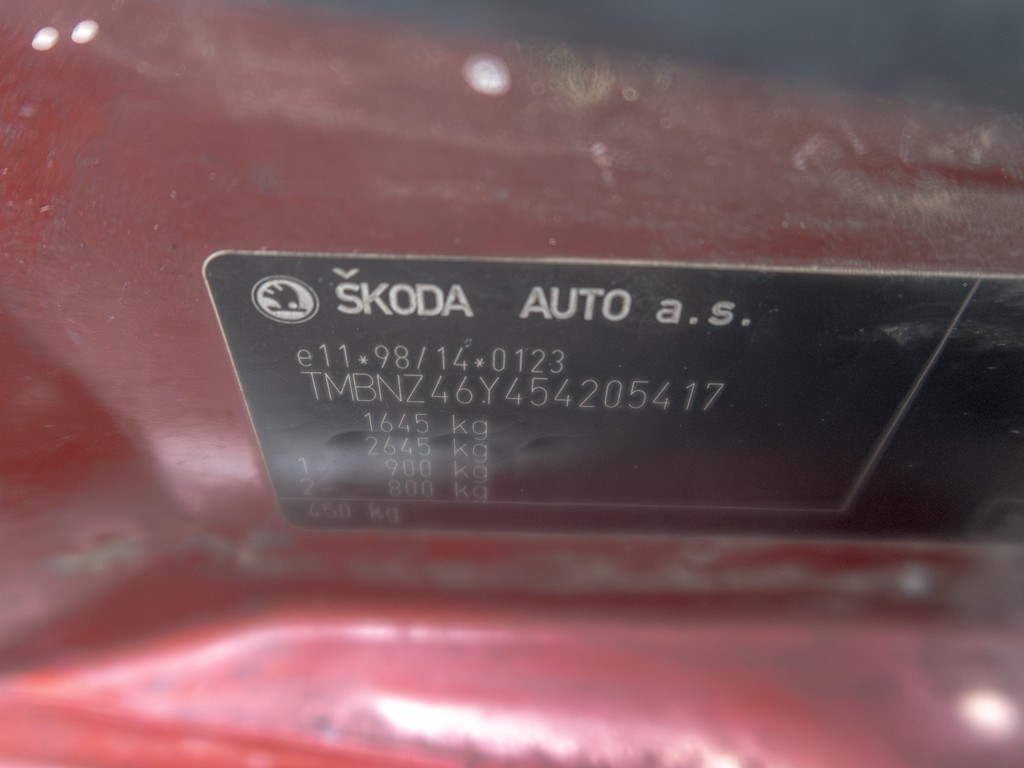 ŠKODA AUTO a.s.
e11*98/14*0123
TMBNZ46Y454205417
1645 kg
2645 kg
1- 900 kg
2- 800 kg
450 kg